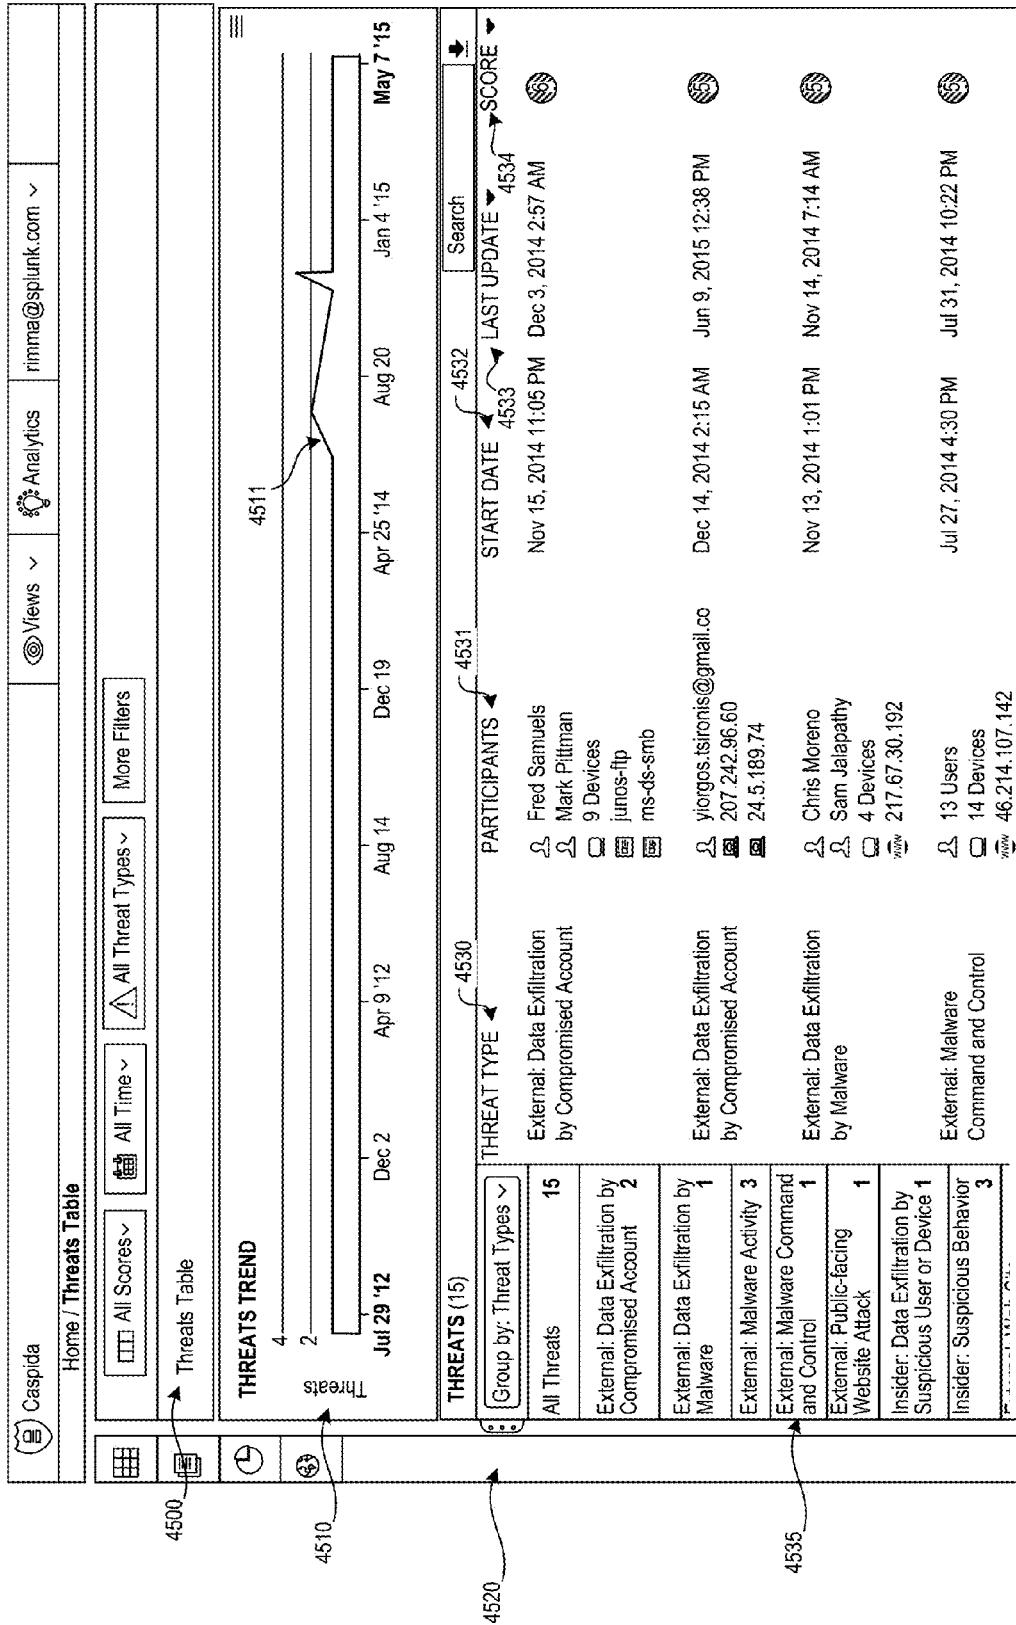 Caspida
Views
Analytics
rimma@splunk.com
Home / Threats Table
All Scores
All Time
All Threat Types
More Filters
4500
Threats Table
THREATS TREND
4510
Threats
4
2
4511
Jul 29 '12
Dec 2
Apr 9 '12
Aug 14
Dec 19
Apr 25 '14
Aug 20
Jan 4 '15
May 7 '15
4520
THREATS (15)
Search
4530
4531
4532
4533
4534
Group by: Threat Types
THREAT TYPE
PARTICIPANTS
START DATE
LAST UPDATE
SCORE
All Threats 15
External: Data Exfiltration by
Compromised Account 2
External: Data Exfiltration by
Malware 1
External: Malware Activity 3
External: Malware Command
and Control 1
External: Public-facing
Website Attack 1
Insider: Data Exfiltration by
Suspicious User or Device 1
Insider: Suspicious Behavior
3
4535
External: Data Exfiltration
by Compromised Account
Fred Samuels
Mark Pittman
9 Devices
junos-ftp
ms-ds-smb
Nov 15, 2014 11:05 PM
Dec 3, 2014 2:57 AM
6
External: Data Exfiltration
by Compromised Account
yiorgos.tsironis@gmail.co
207.242.96.60
24.5.189.74
Dec 14, 2014 2:15 AM
Jun 9, 2015 12:38 PM
5
External: Data Exfiltration
by Malware
Chris Moreno
Sam Jalapathy
4 Devices
www 217.67.30.192
Nov 13, 2014 1:01 PM
Nov 14, 2014 7:14 AM
5
External: Malware
Command and Control
13 Users
14 Devices
www 46.214.107.142
Jul 27, 2014 4:30 PM
Jul 31, 2014 10:22 PM
5